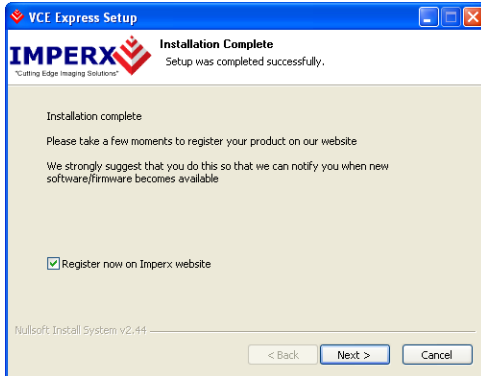 VCE Express Setup
IMPERX
"Cutting Edge Imaging Solutions"
Installation Complete
Setup was completed successfully.
Installation complete
Please take a few moments to register your product on our website
We strongly suggest that you do this so that we can notify you when new
software/firmware becomes available
Register now on Imperx website
Nullsoft Install System v2.44
< Back
Next >
Cancel